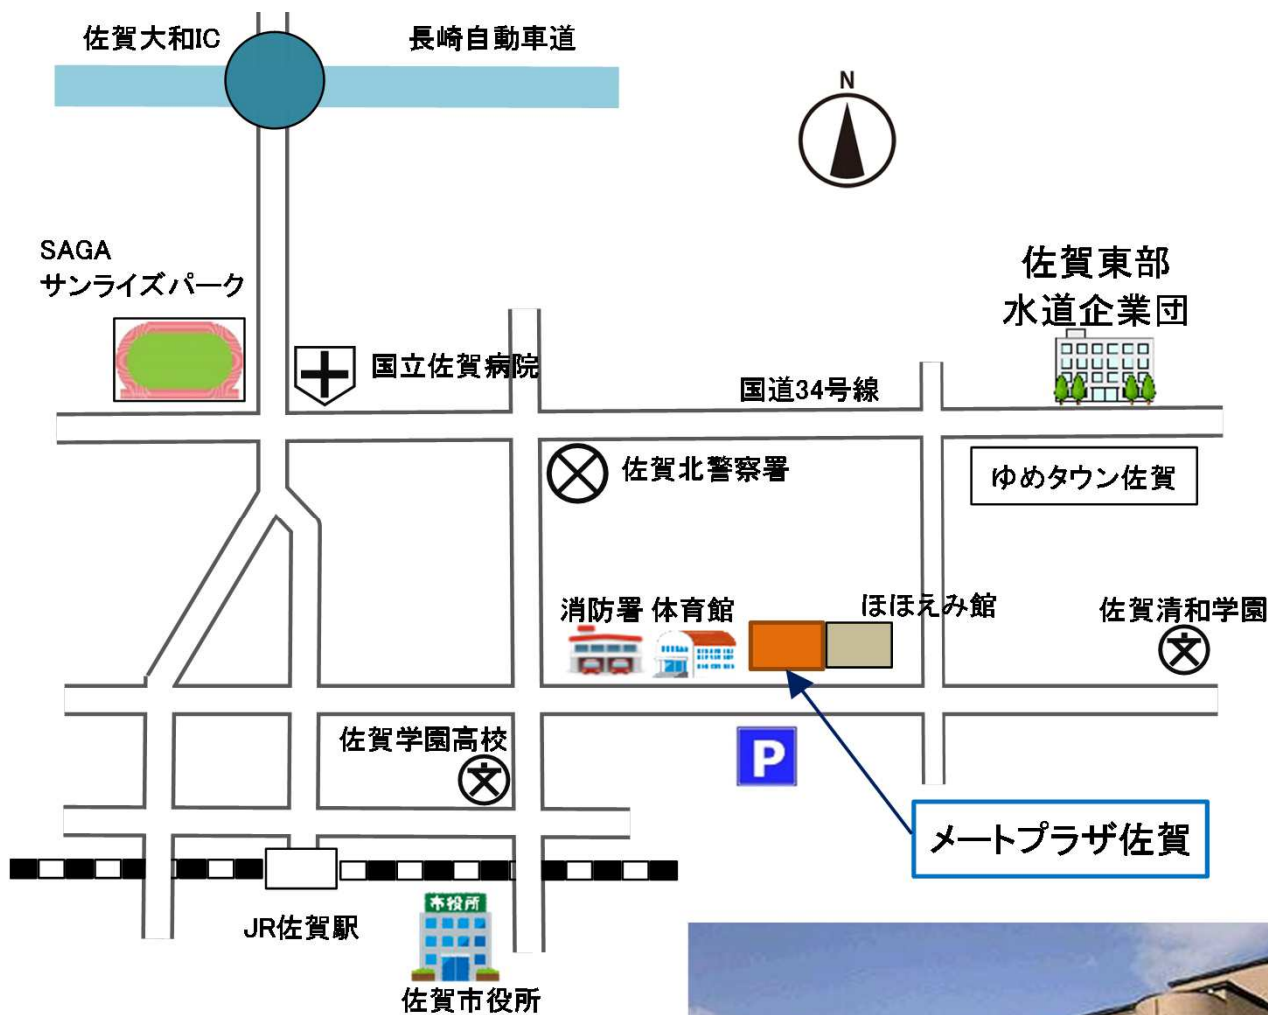 佐賀大和IC
長崎自動車道
N
SAGA
サンライズパーク
佐賀東部
水道企業団
国立佐賀病院
国道34号線
佐賀北警察署
ゆめタウン佐賀
消防署
体育館
ほほえみ館
佐賀清和学園
文
佐賀学園高校
文
P
メートプラザ佐賀
JR佐賀駅
市役所
佐賀市役所